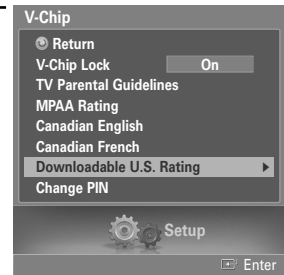 V-Chip
Return
V-Chip Lock On
TV Parental Guidelines
MPAA Rating
Canadian English
Canadian French
Downloadable U.S. Rating
Change PIN
Setup
Enter